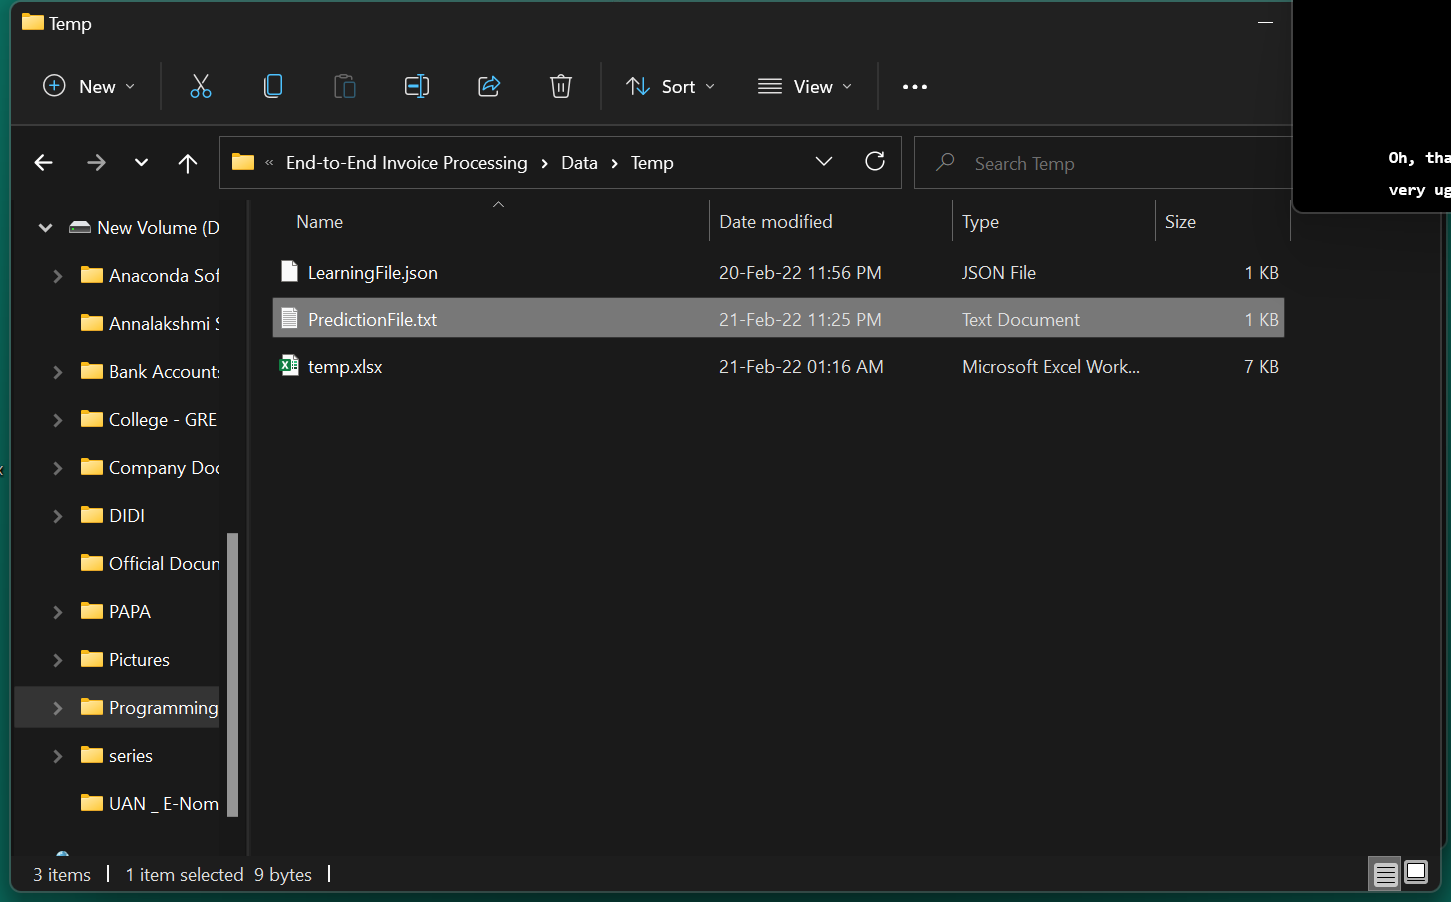 Temp
New
Sort
View
« End-to-End Invoice Processing > Data > Temp
Search Temp
Oh, tha
very ug
New Volume (D
Anaconda Sof
Annalakshmi S
Bank Accounts
College - GRE
Company Doc
DIDI
Official Docum
PAPA
Pictures
Programming
series
UAN _ E-Nom
Name Date modified Type Size
LearningFile.json 20-Feb-22 11:56 PM JSON File 1 KB
PredictionFile.txt 21-Feb-22 11:25 PM Text Document 1 KB
temp.xlsx 21-Feb-22 01:16 AM Microsoft Excel Work... 7 KB
3 items 1 item selected 9 bytes